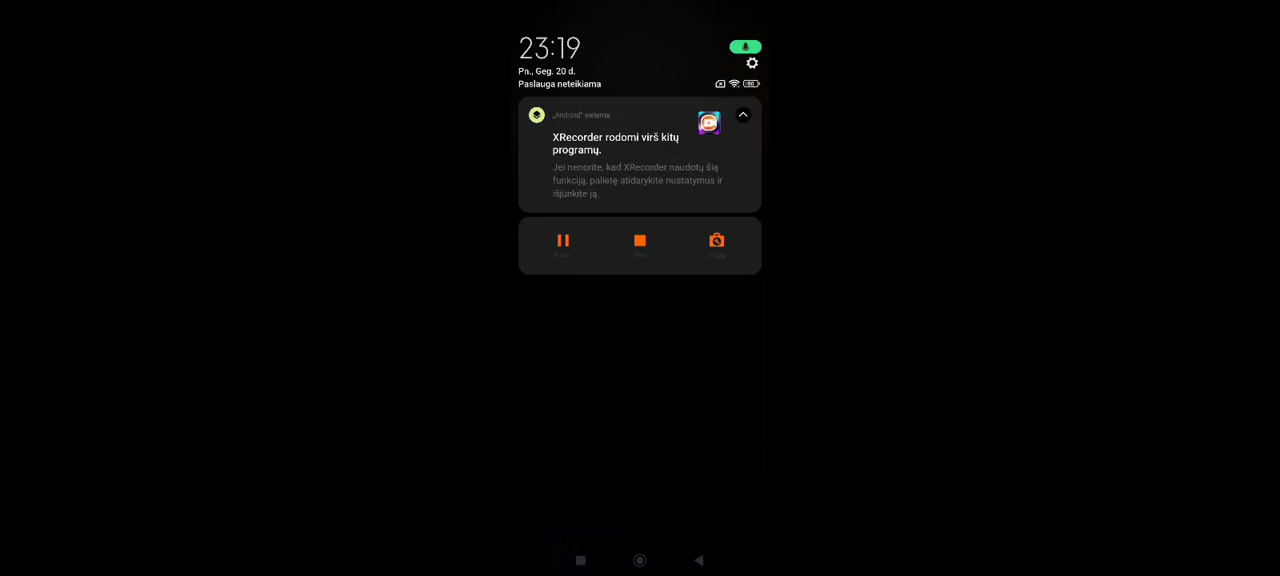 23:19
Pn., Geg. 20 d.
Paslauga neteikiama
„Android“ sistema
XRecorder rodomi virš kitų
programų.
Jei nenorite, kad XRecorder naudotų šią
funkciją, palietę atidarykite nustatymus ir
išjunkite ją.